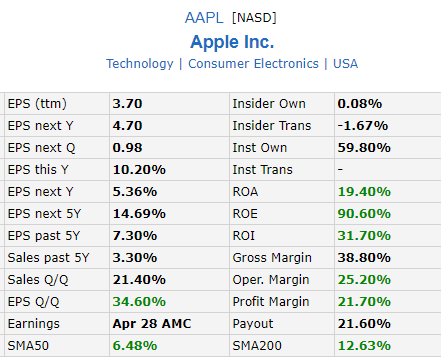 AAPL [NASD]
Apple Inc.
Technology | Consumer Electronics | USA
EPS (ttm) 3.70 Insider Own 0.08%
EPS next Y 4.70 Insider Trans -1.67%
EPS next Q 0.98 Inst Own 59.80%
EPS this Y 10.20% Inst Trans -
EPS next Y 5.36% ROA 19.40%
EPS next 5Y 14.69% ROE 90.60%
EPS past 5Y 7.30% ROI 31.70%
Sales past 5Y 3.30% Gross Margin 38.80%
Sales Q/Q 21.40% Oper. Margin 25.20%
EPS Q/Q 34.60% Profit Margin 21.70%
Earnings Apr 28 AMC Payout 21.60%
SMA50 6.48% SMA200 12.63%